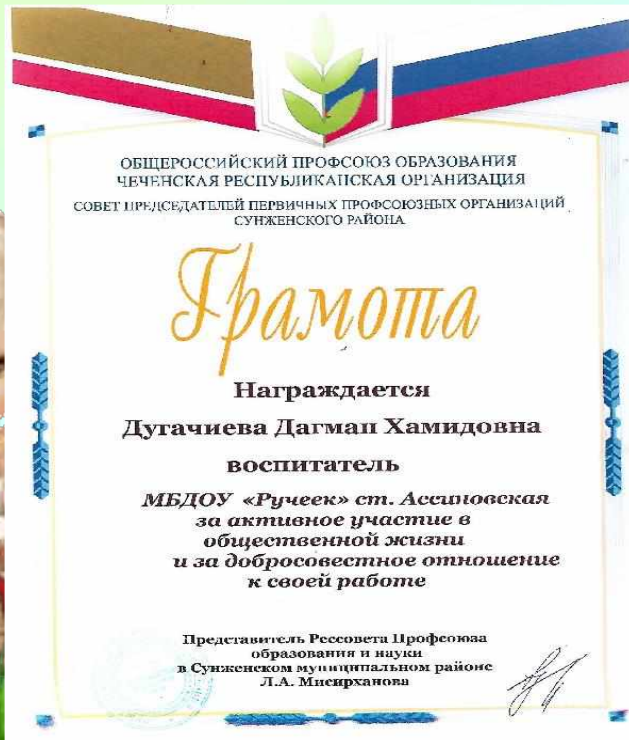 ОБЩЕРОССИЙСКИЙ ПРОФСОЮЗ ОБРАЗОВАНИЯ
ЧЕЧЕНСКАЯ РЕСПУБЛИКАНСКАЯ ОРГАНИЗАЦИЯ
СОВЕТ ПРЕДСЕДАТЕЛЕЙ ПЕРВИЧНЫХ ПРОФСОЮЗНЫХ ОРГАНИЗАЦИЙ
СУНЖЕНСКОГО РАЙОНА
Грамота
Награждается
Дугачиева Дагман Хамидовна
воспитатель
МБДОУ «Ручеек» ст. Ассиновская
за активное участие в
общественной жизни
и за добросовестное отношение
к своей работе
Представитель Рессовета Профсоюза
образования и науки
в Сунженском муниципальном районе
Л.А. Мисирханова